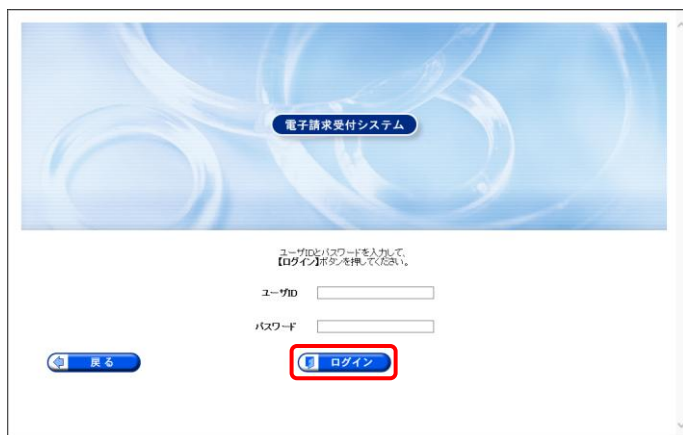 電子請求受付システム
ユーザIDとパスワードを入力して、
【ログイン】ボタンを押してください。
ユーザID
パスワード
戻る
ログイン